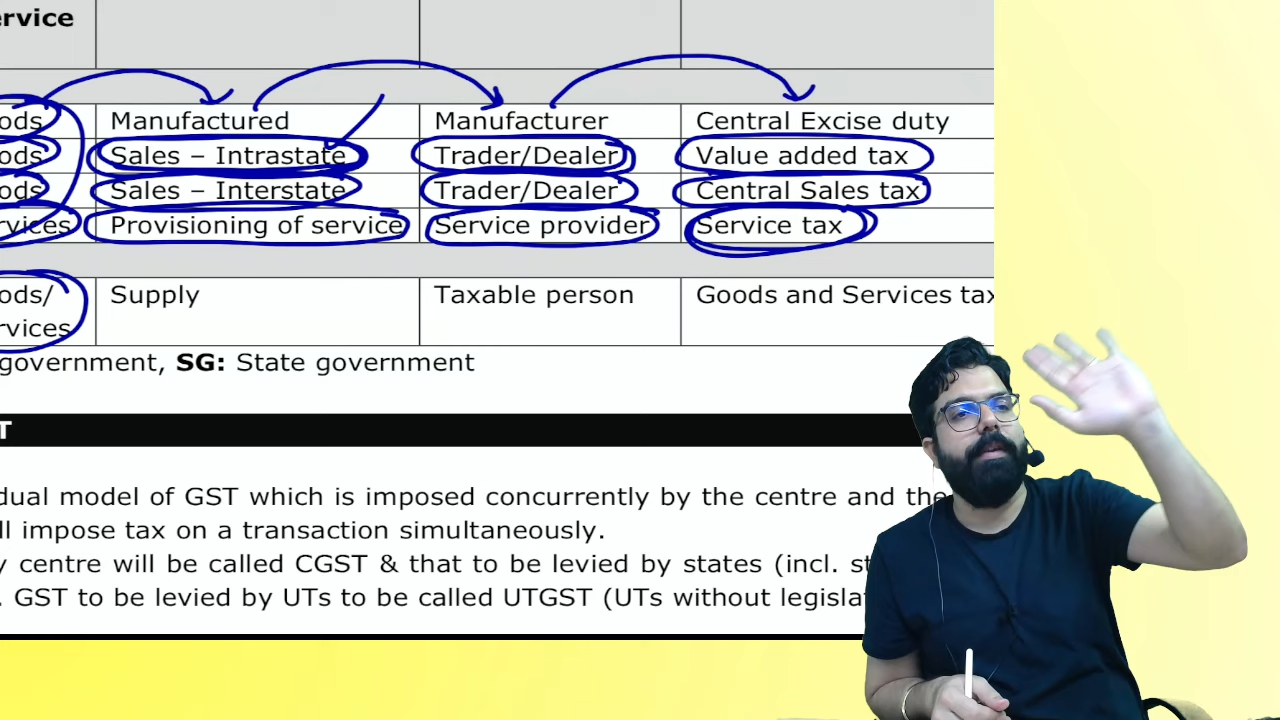 ervice
ods Manufactured Manufacturer Central Excise duty
ods Sales – Intrastate Trader/Dealer Value added tax
ods Sales – Interstate Trader/Dealer Central Sales tax
rvices Provisioning of service Service provider Service tax
ods/ Supply Taxable person Goods and Services tax
rvices
government, SG: State government
T
dual model of GST which is imposed concurrently by the centre and the
ll impose tax on a transaction simultaneously.
y centre will be called CGST & that to be levied by states (incl. st
. GST to be levied by UTs to be called UTGST (UTs without legisla